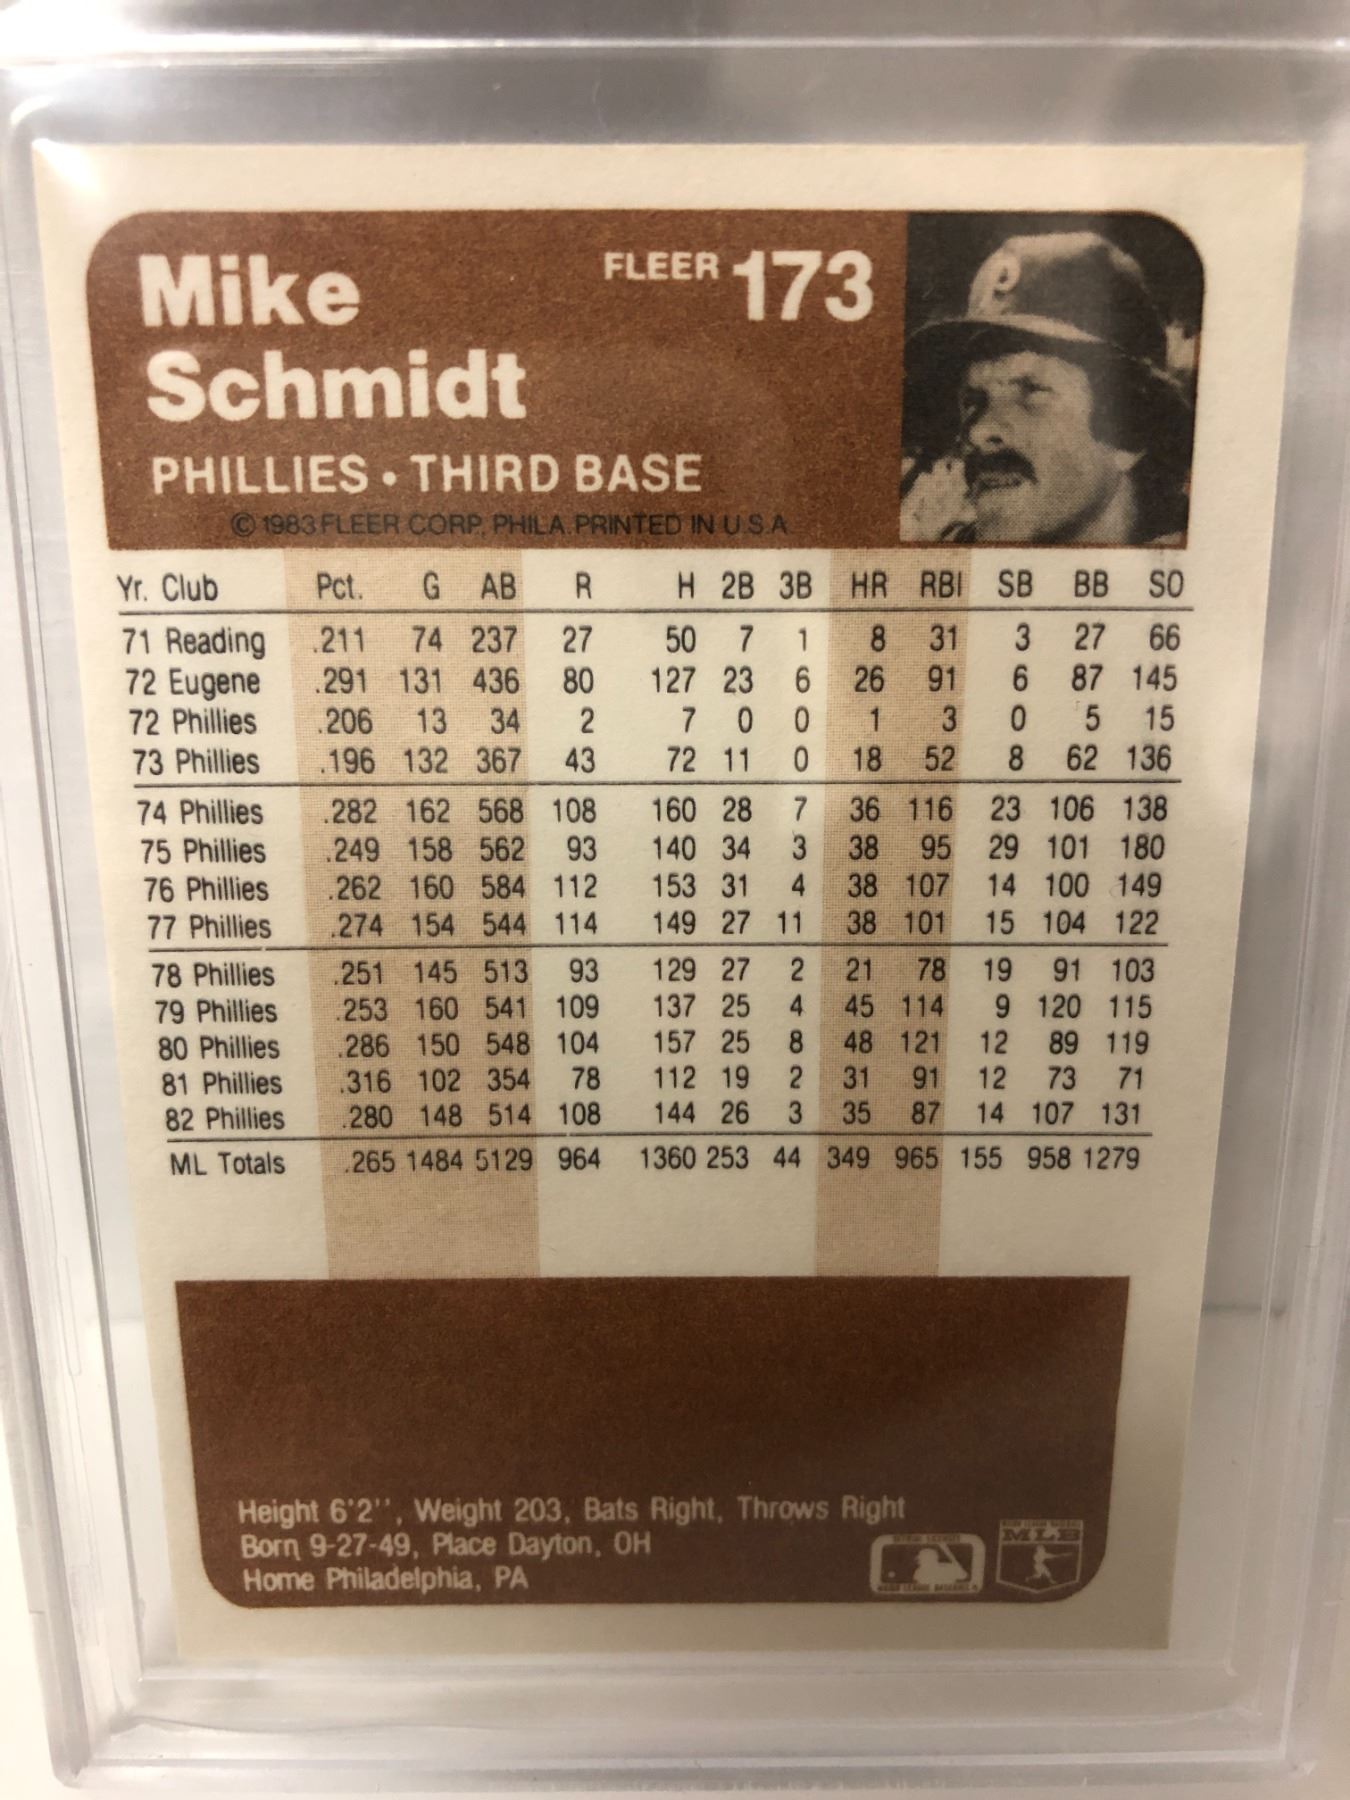 Mike
Schmidt
FLEER 173
PHILLIES • THIRD BASE
© 1983 FLEER CORP., PHILA. PRINTED IN U.S.A
Yr. Club Pct. G AB R H 2B 3B HR RBI SB BB SO
71 Reading .211 74 237 27 50 7 1 8 31 3 27 66
72 Eugene .291 131 436 80 127 23 6 26 91 6 87 145
72 Phillies .206 13 34 2 7 0 0 1 3 0 5 15
73 Phillies .196 132 367 43 72 11 0 18 52 8 62 136
74 Phillies .282 162 568 108 160 28 7 36 116 23 106 138
75 Phillies .249 158 562 93 140 34 3 38 95 29 101 180
76 Phillies .262 160 584 112 153 31 4 38 107 14 100 149
77 Phillies .274 154 544 114 149 27 11 38 101 15 104 122
78 Phillies .251 145 513 93 129 27 2 21 78 19 91 103
79 Phillies .253 160 541 109 137 25 4 45 114 9 120 115
80 Phillies .286 150 548 104 157 25 8 48 121 12 89 119
81 Phillies .316 102 354 78 112 19 2 31 91 12 73 71
82 Phillies .280 148 514 108 144 26 3 35 87 14 107 131
ML Totals .265 1484 5129 964 1360 253 44 349 965 155 958 1279
Height 6'2'', Weight 203, Bats Right, Throws Right
Born 9-27-49, Place Dayton, OH
Home Philadelphia, PA
MLB